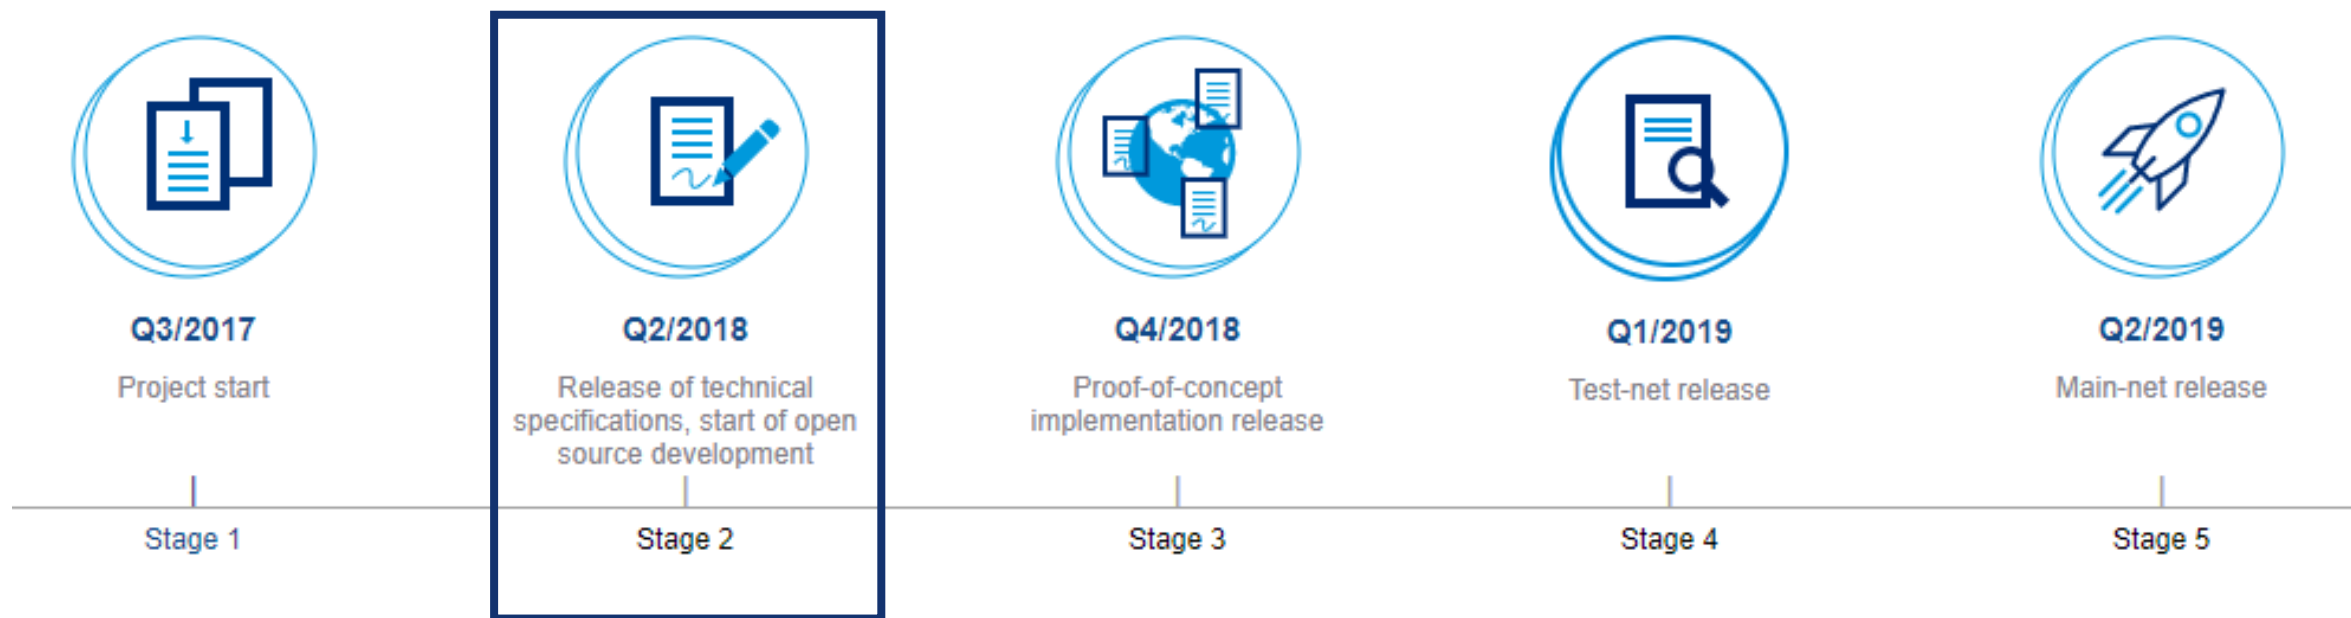 Q3/2017
Project start
Stage 1
Q2/2018
Release of technical
specifications, start of open
source development
Stage 2
Q4/2018
Proof-of-concept
implementation release
Stage 3
Q1/2019
Test-net release
Stage 4
Q2/2019
Main-net release
Stage 5